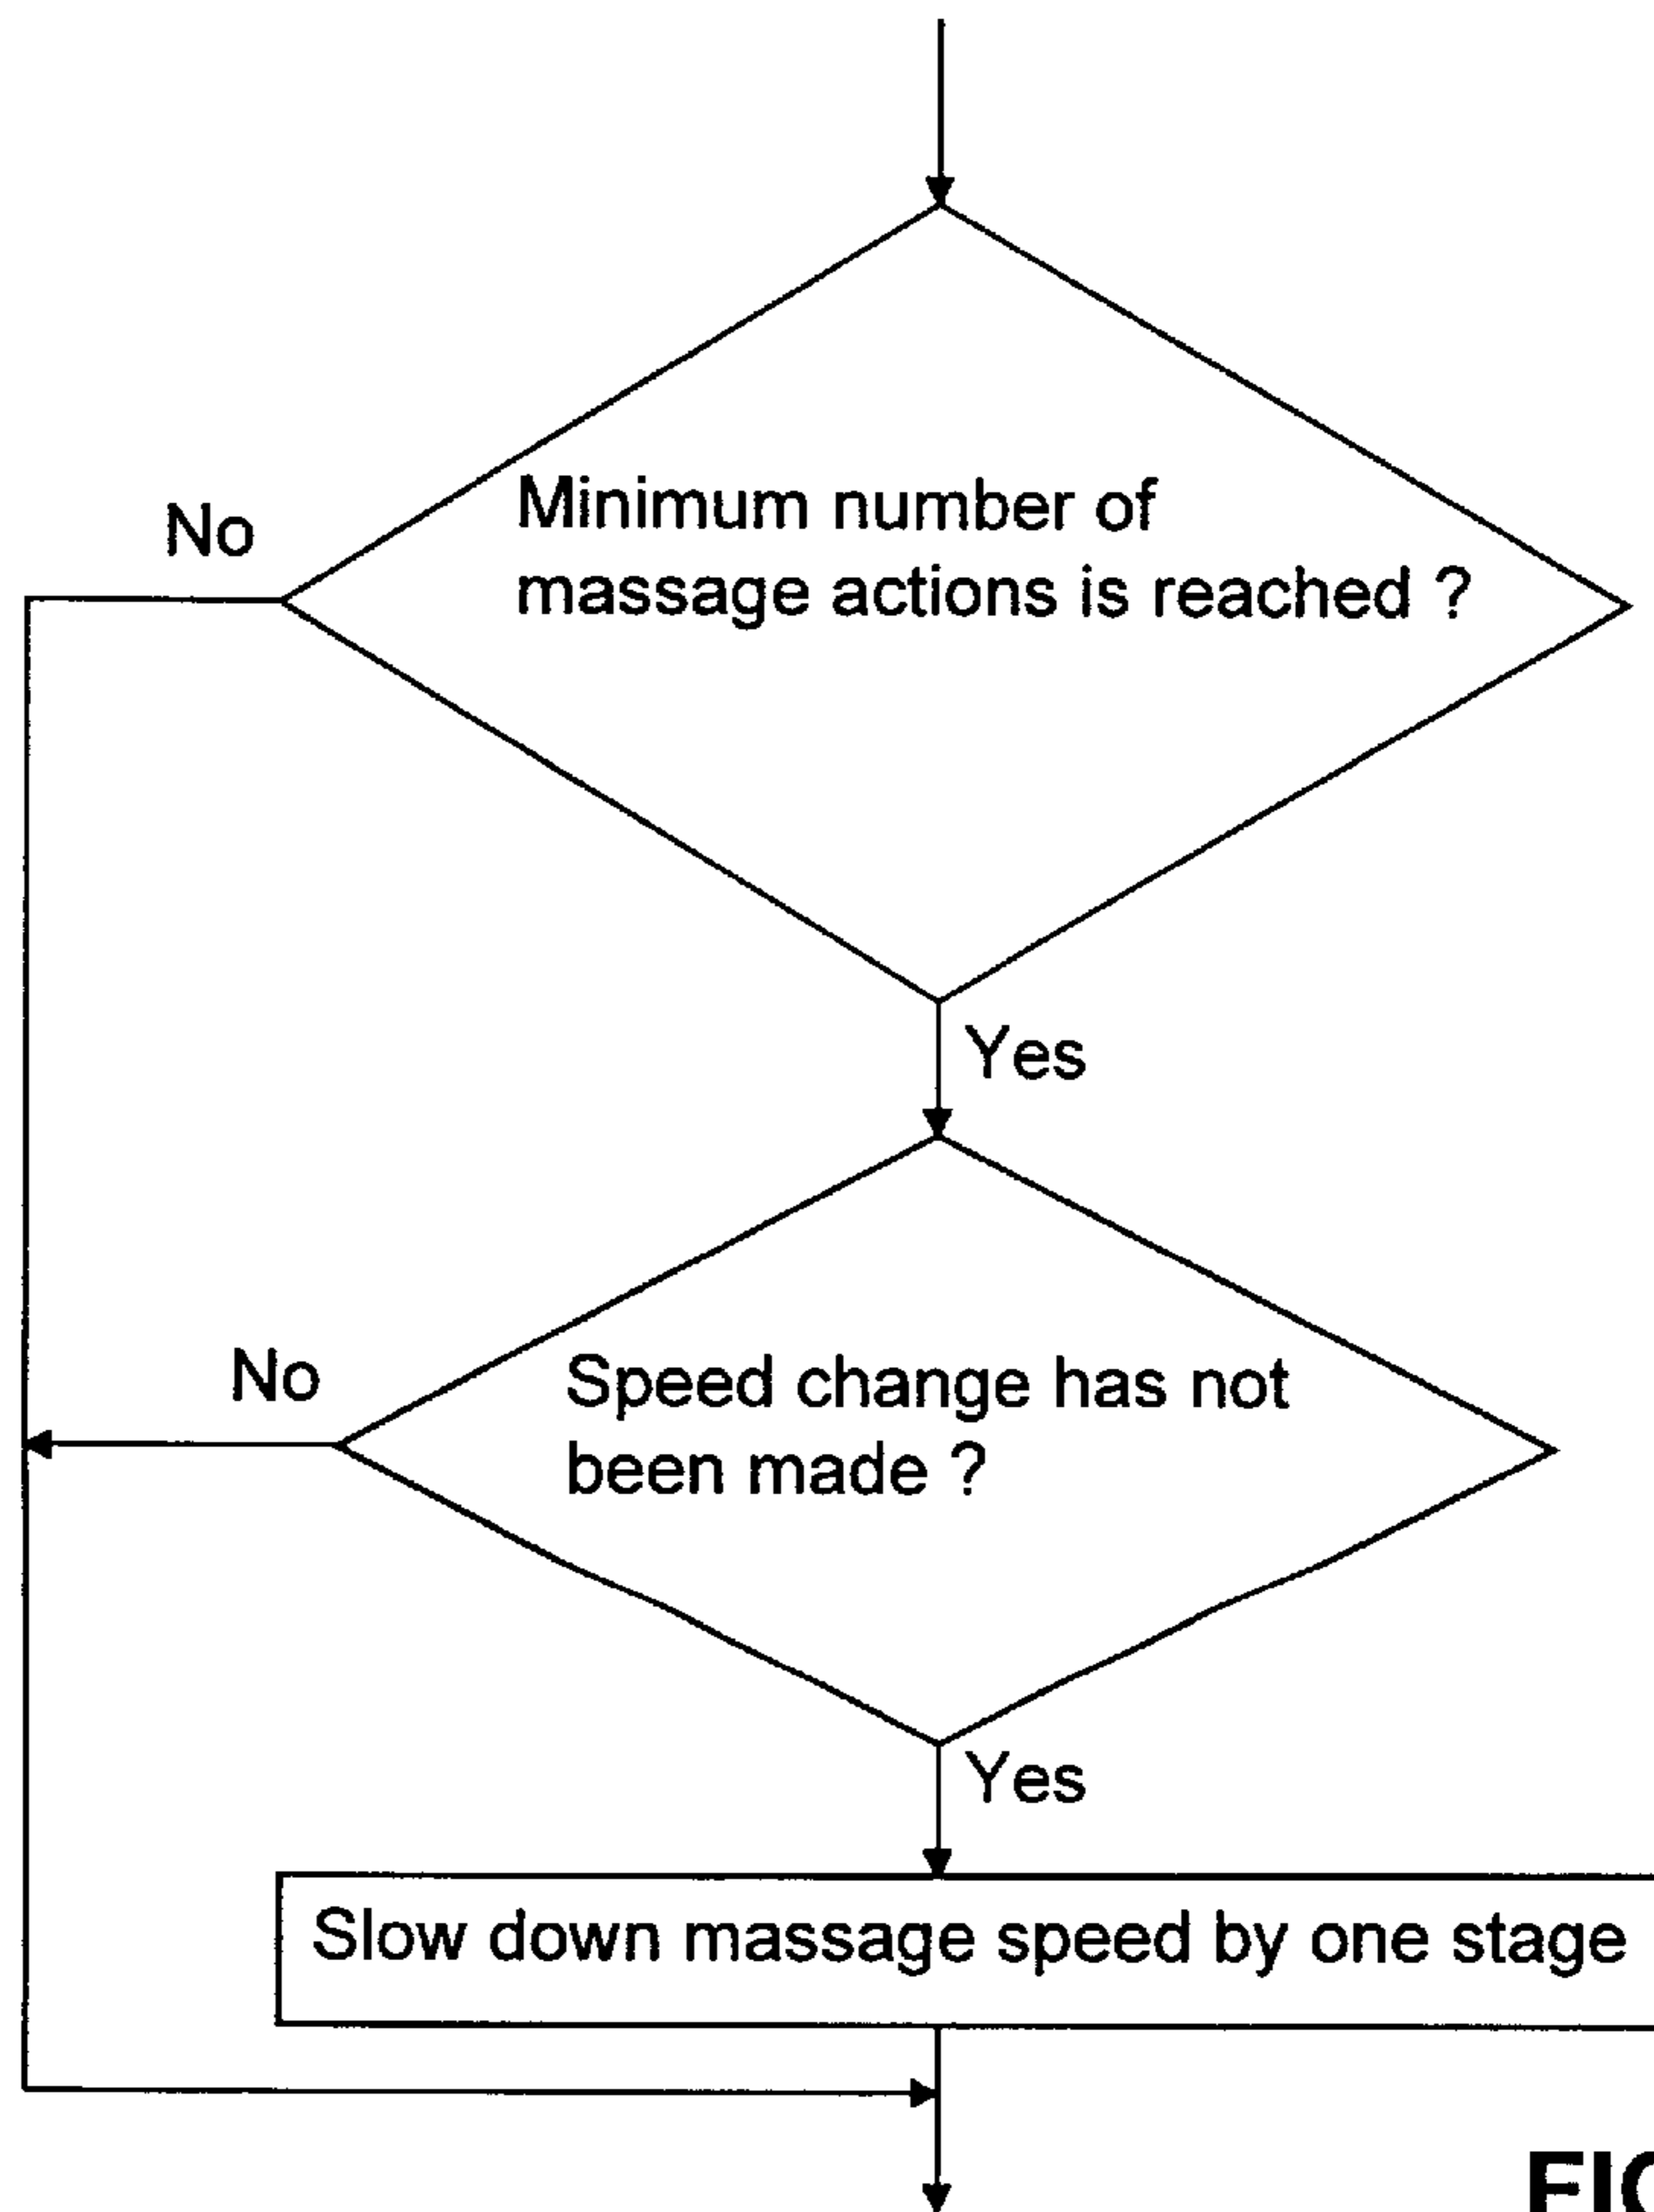 No
Minimum number of
massage actions is reached ?
Yes
No
Speed change has not
been made ?
Yes
Slow down massage speed by one stage